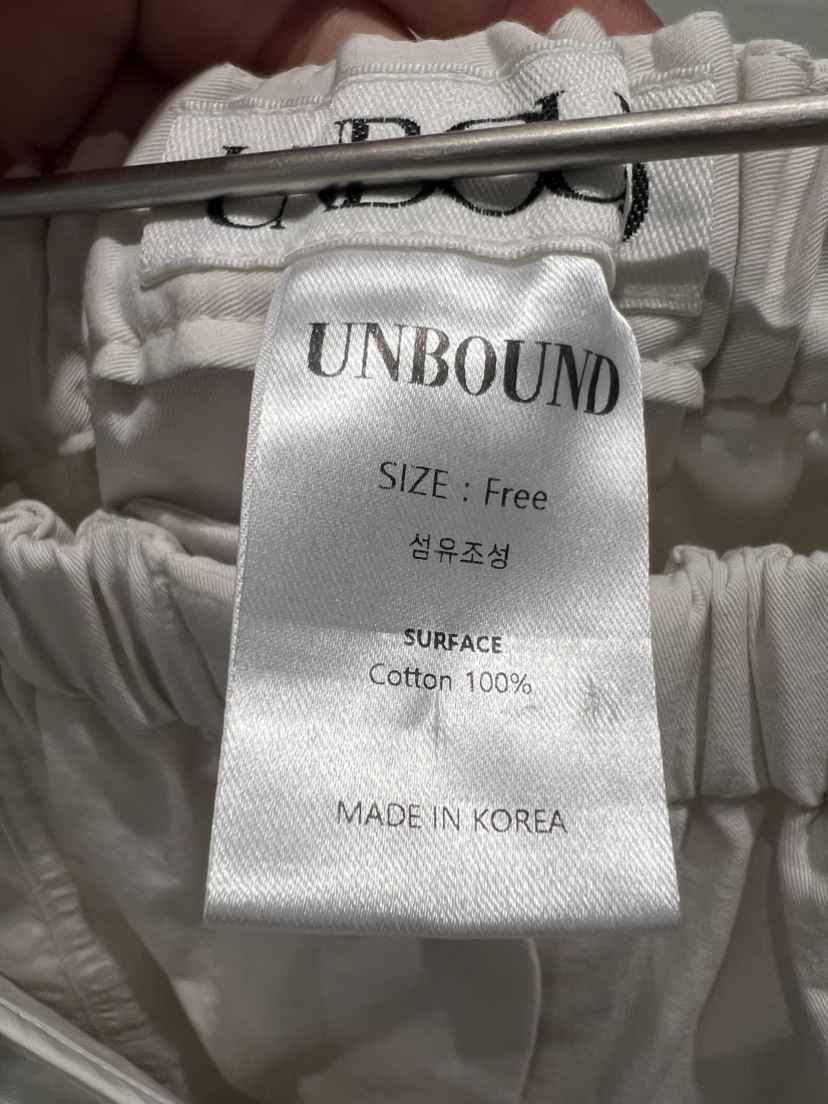 UNBOUND
SIZE : Free
섬유조성
SURFACE
Cotton 100%
MADE IN KOREA